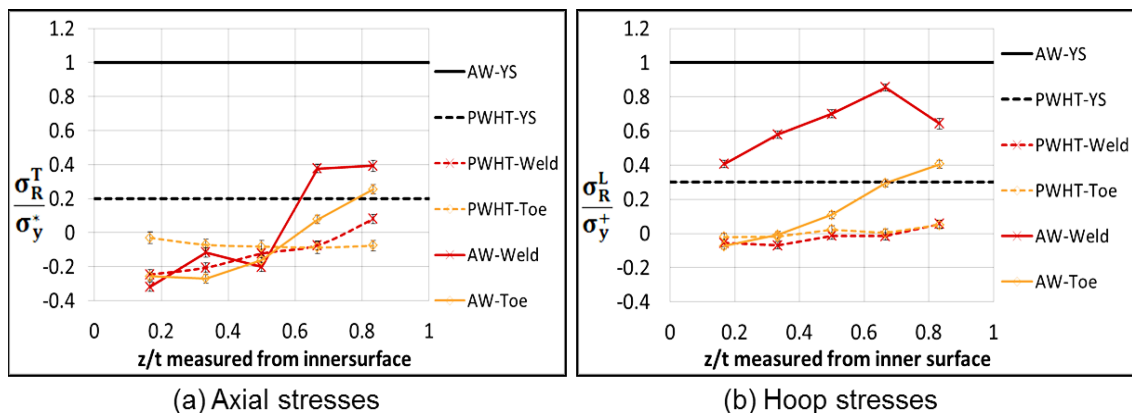 1.2
1
0.8
0.6
0.4
0.2
0
-0.2
-0.4
σ_R^T
σ_y^*
0 0.2 0.4 0.6 0.8 1
z/t measured from innersurface
AW-YS
PWHT-YS
PWHT-Weld
PWHT-Toe
AW-Weld
AW-Toe
(a) Axial stresses
1.2
1
0.8
0.6
0.4
0.2
0
-0.2
-0.4
σ_R^L
σ_y^+
0 0.2 0.4 0.6 0.8 1
z/t measured from inner surface
AW-YS
PWHT-YS
PWHT-Weld
PWHT-Toe
AW-Weld
AW-Toe
(b) Hoop stresses